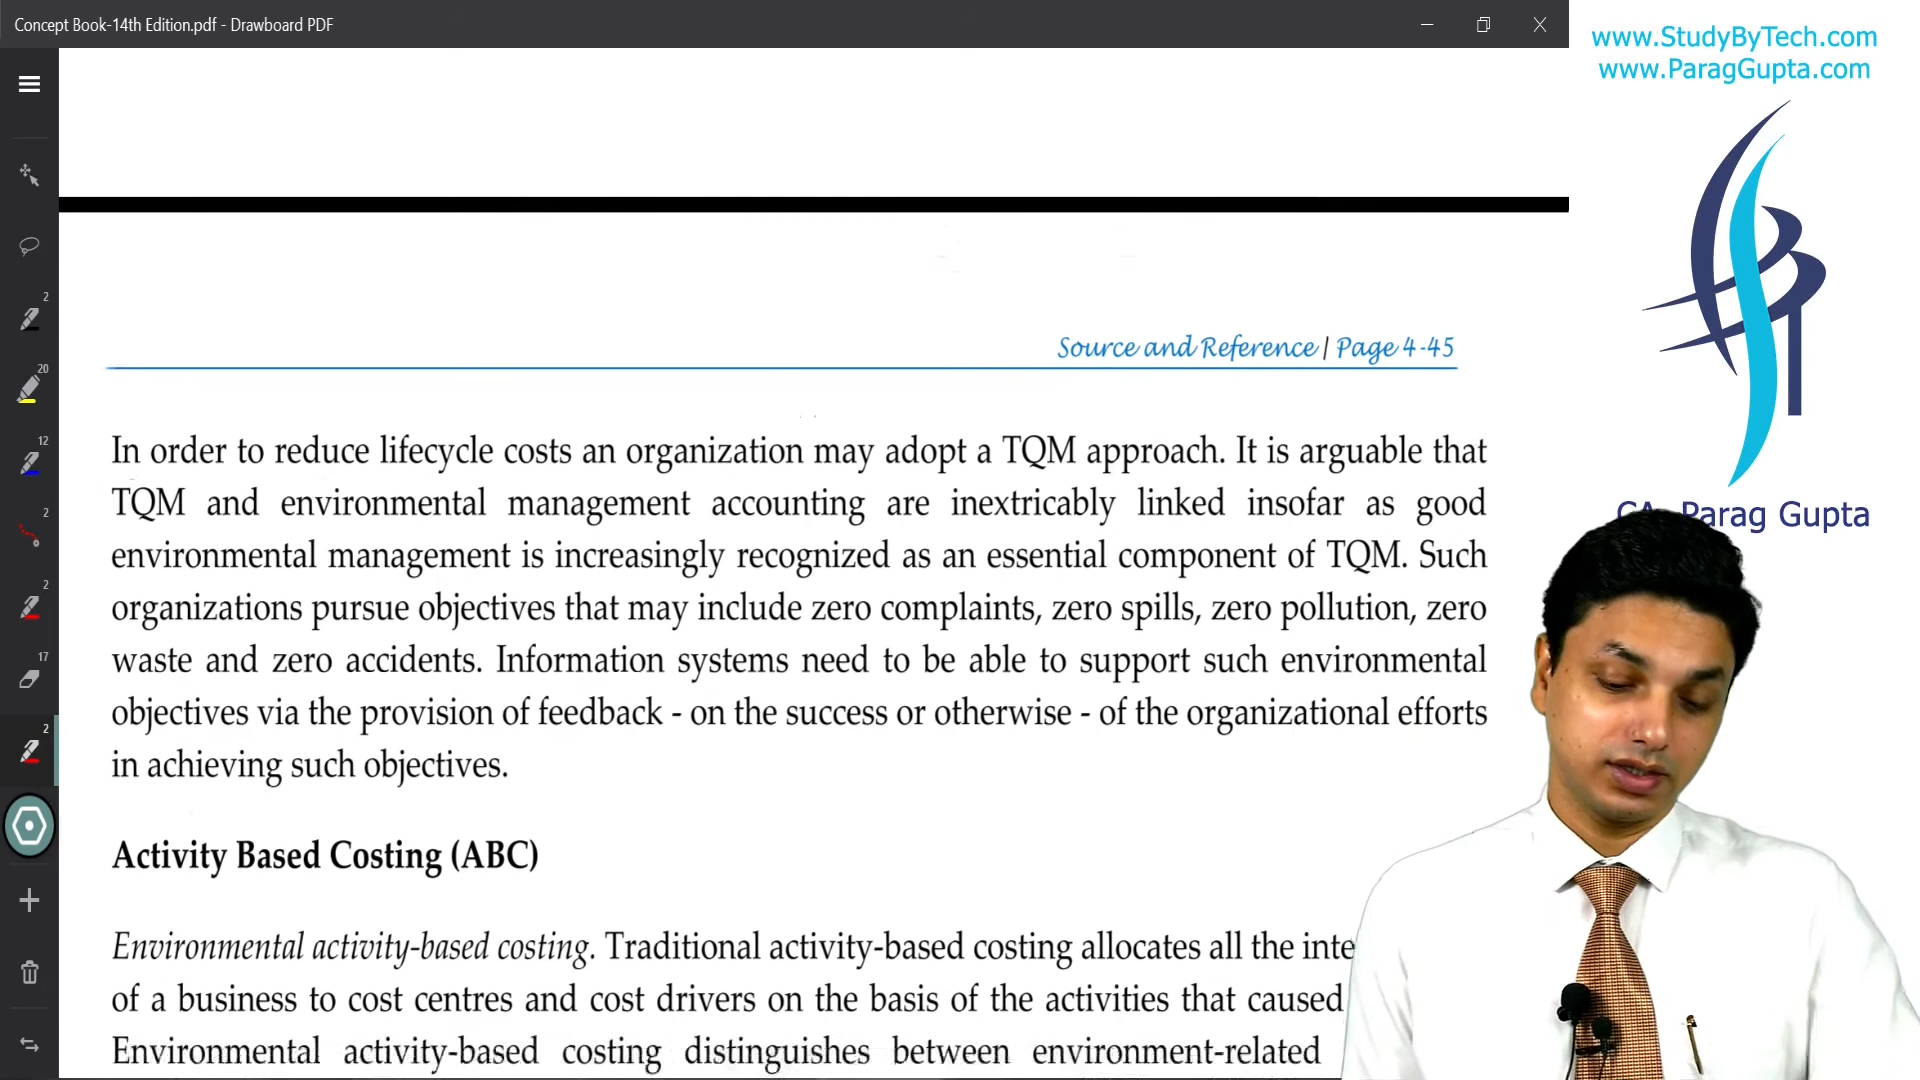 Concept Book-14th Edition.pdf - Drawboard PDF
www.StudyByTech.com
www.ParagGupta.com
2
20
12
2
2
17
2
Source and Reference | Page 4-45
Parag Gupta
In order to reduce lifecycle costs an organization may adopt a TQM approach. It is arguable that
TQM and environmental management accounting are inextricably linked insofar as good
environmental management is increasingly recognized as an essential component of TQM. Such
organizations pursue objectives that may include zero complaints, zero spills, zero pollution, zero
waste and zero accidents. Information systems need to be able to support such environmental
objectives via the provision of feedback - on the success or otherwise - of the organizational efforts
in achieving such objectives.
Activity Based Costing (ABC)
Environmental activity-based costing. Traditional activity-based costing allocates all the inte
of a business to cost centres and cost drivers on the basis of the activities that caused
Environmental activity-based costing distinguishes between environment-related